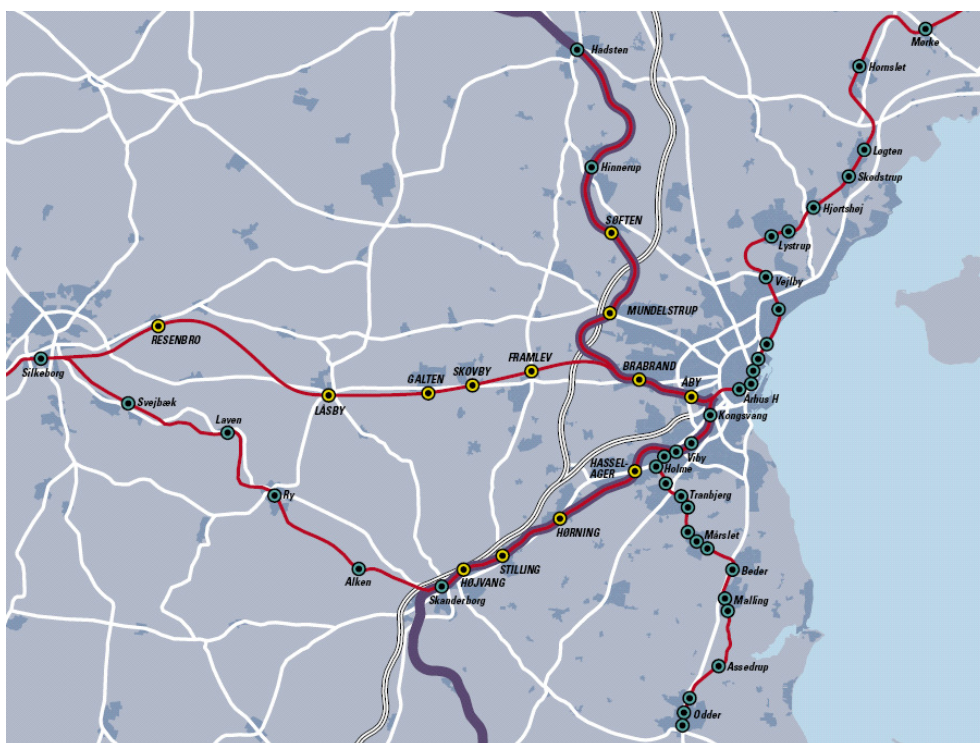 Mørke
Hadsten
Hørnslet
Løgten
Hinnerup
Skødstrup
Hjortshøj
SØFTEN
Lystrup
Vejlby
MUNDELSTRUP
RESENBRO
FRAMLEV
Silkeborg
SKOVBY
BRABRAND
GALTEN
ÅBY
Århus H
LÅSBY
Svejbæk
Kongsvang
Laven
Viby
HASSEL-
AGER
Holme
Ry
Tranbjerg
HØRNING
Mårslet
STILLING
Alken
HØJVANG
Beder
Skanderborg
Malling
Assedrup
Odder